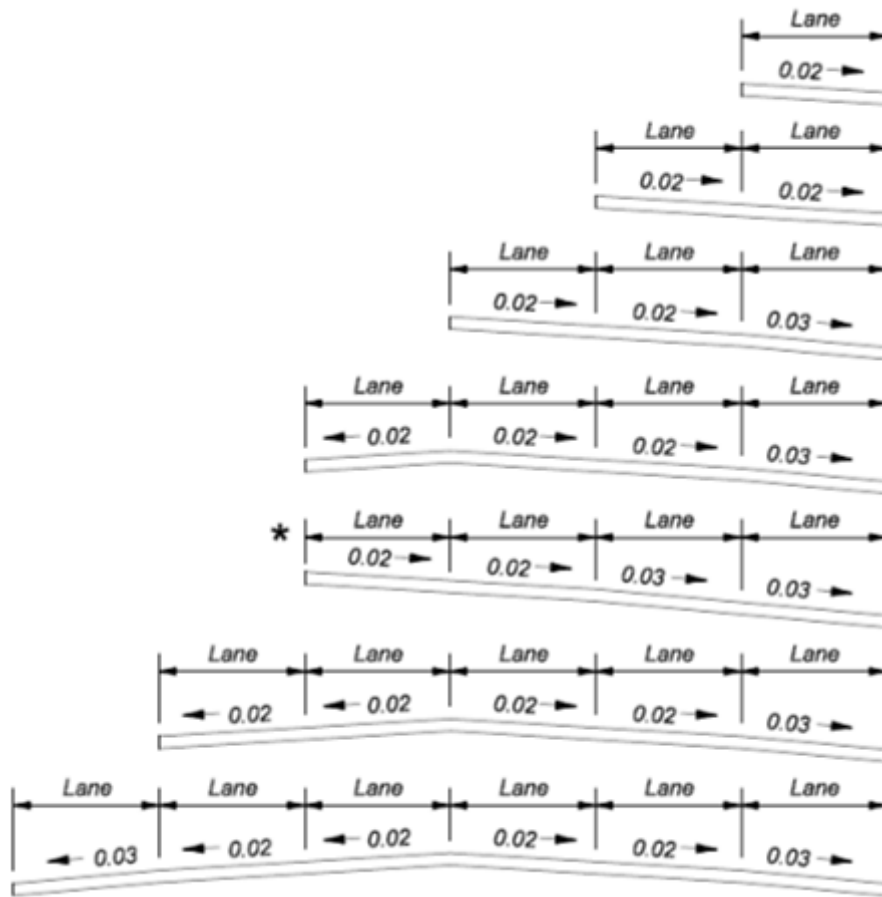 Lane
0.02
Lane Lane
0.02 0.02
Lane Lane Lane
0.02 0.02 0.03
Lane Lane Lane Lane
0.02 0.02 0.02 0.03
* Lane Lane Lane Lane
0.02 0.02 0.03 0.03
Lane Lane Lane Lane Lane
0.02 0.02 0.02 0.02 0.03
Lane Lane Lane Lane Lane Lane
0.03 0.02 0.02 0.02 0.02 0.03